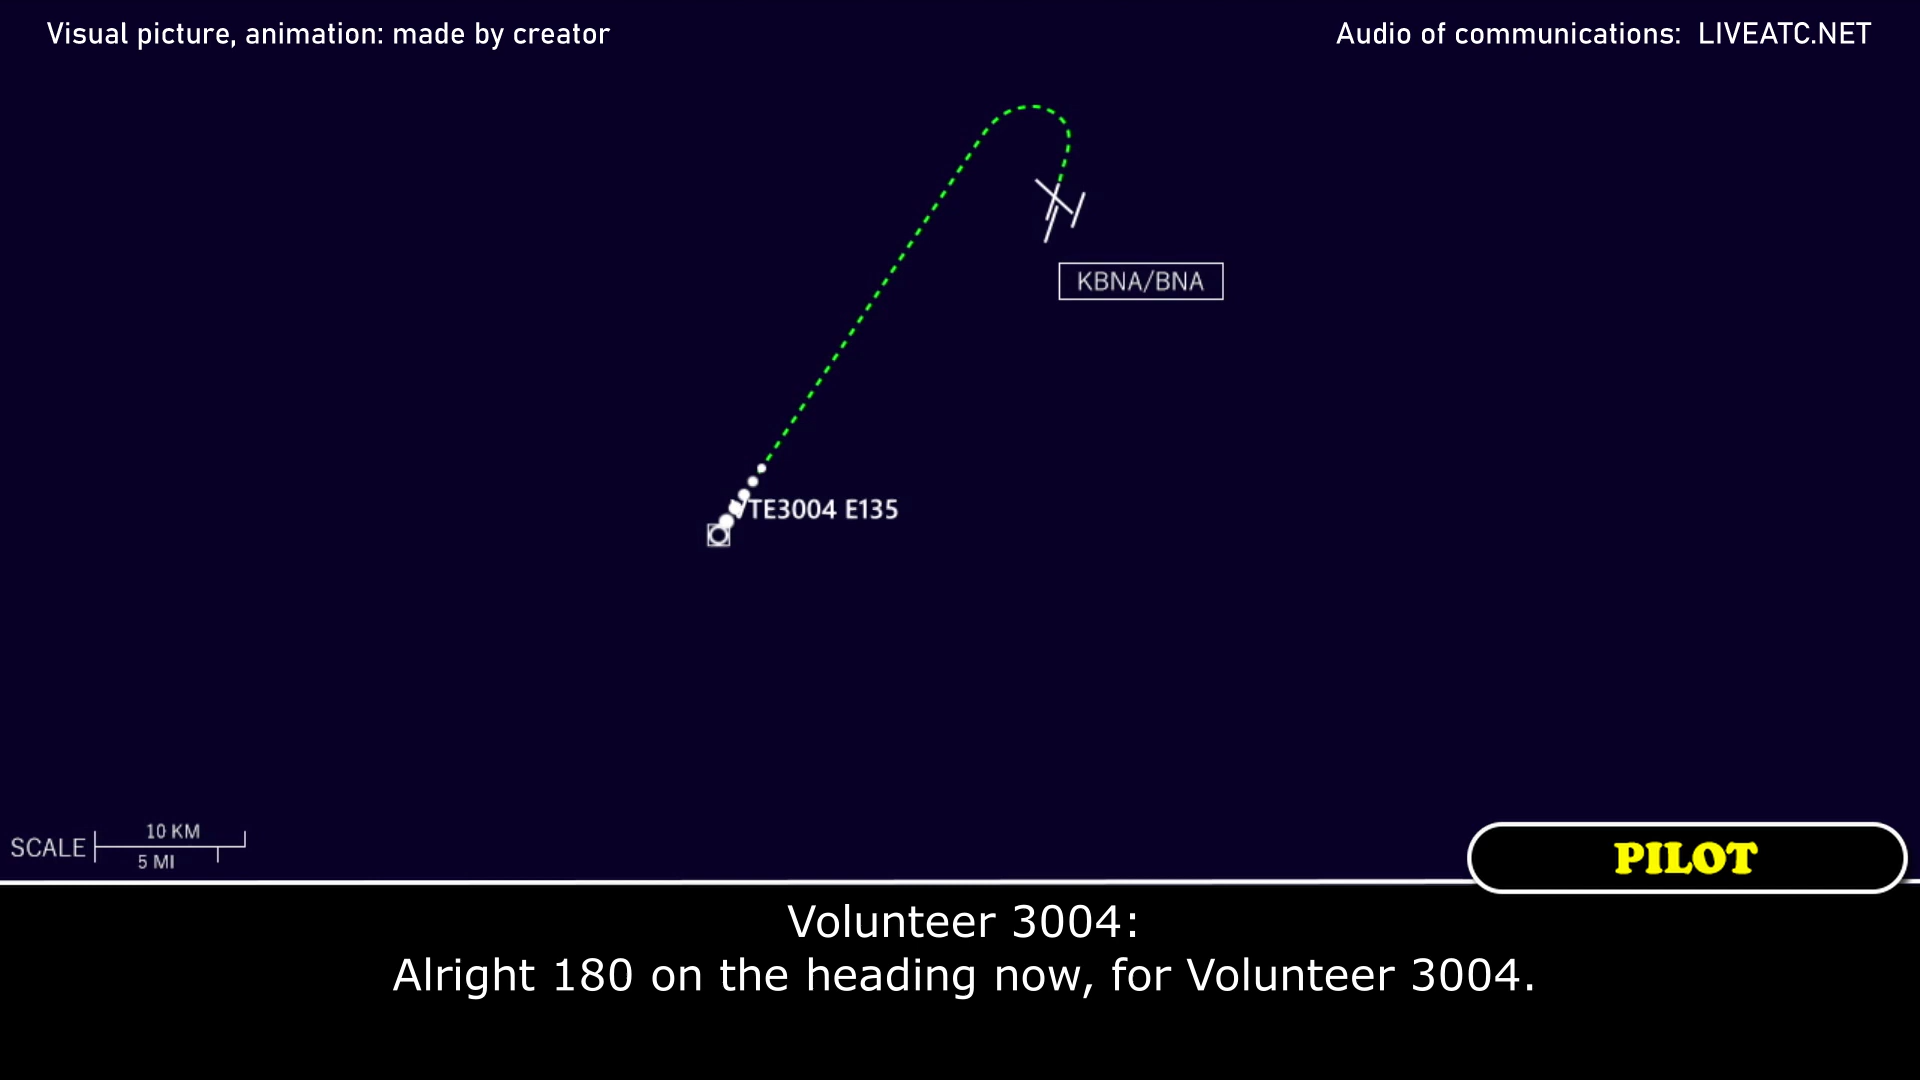 Visual picture, animation: made by creator
Audio of communications: LIVEATC.NET
KBNA/BNA
VTE3004 E135
10 KM
SCALE
5 MI
PILOT
Volunteer 3004:
Alright 180 on the heading now, for Volunteer 3004.